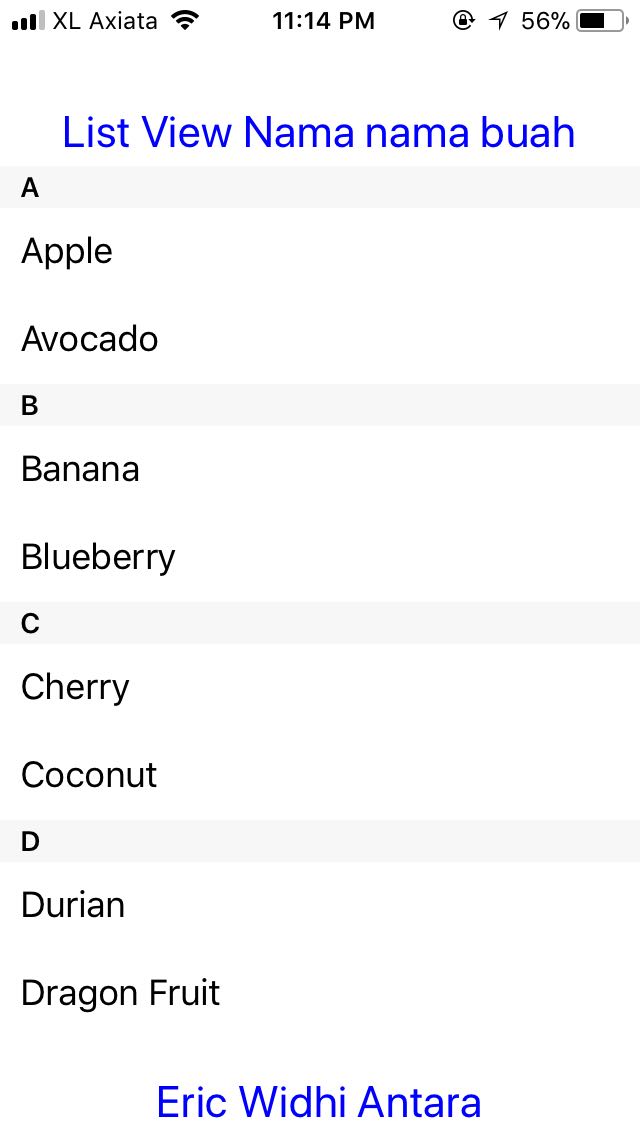 XL Axiata 11:14 PM 56%
List View Nama nama buah
A
Apple
Avocado
B
Banana
Blueberry
C
Cherry
Coconut
D
Durian
Dragon Fruit
Eric Widhi Antara